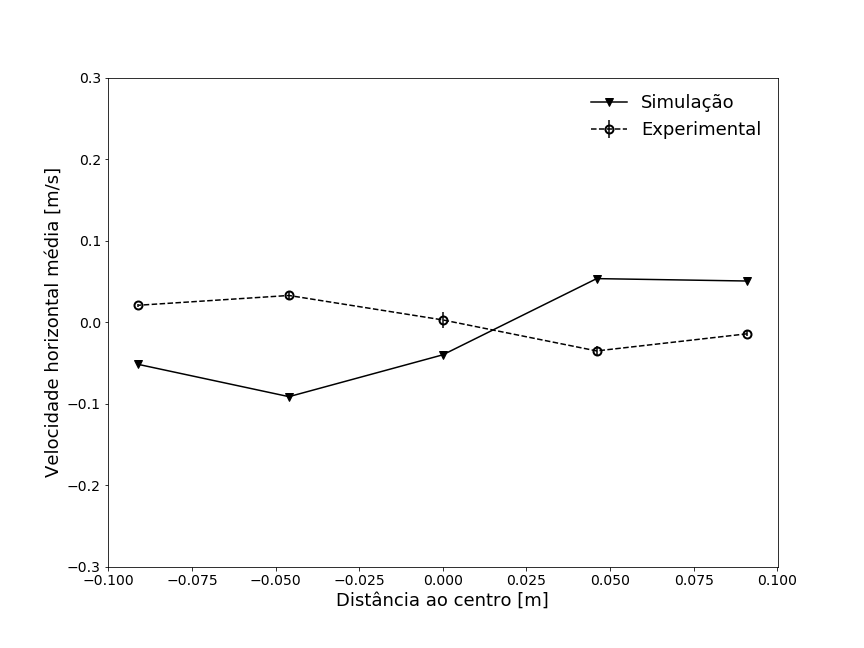 0.3
0.2
0.1
0.0
−0.1
−0.2
−0.3
Velocidade horizontal média [m/s]
Simulação
Experimental
−0.100 −0.075 −0.050 −0.025 0.000 0.025 0.050 0.075 0.100
Distância ao centro [m]